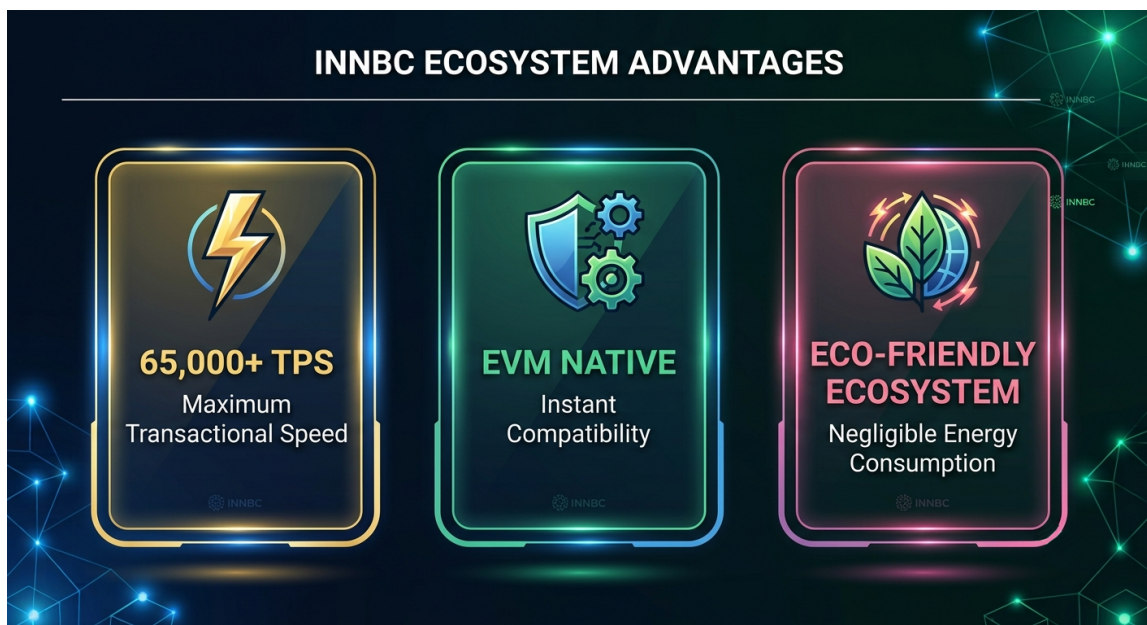 INNBC ECOSYSTEM ADVANTAGES
INNBC
INNBC
INNBC
65,000+ TPS
Maximum
Transactional Speed
INNBC
EVM NATIVE
Instant
Compatibility
INNBC
ECO-FRIENDLY
ECOSYSTEM
Negligible Energy
Consumption
INNBC